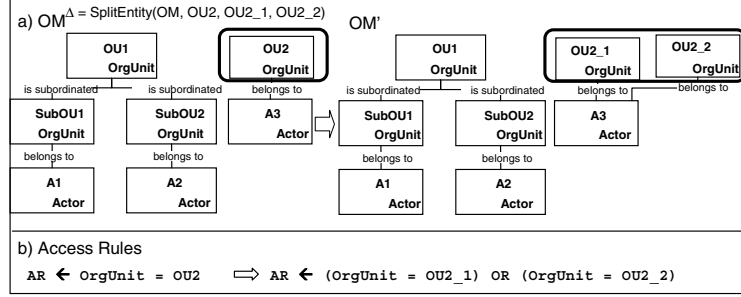 a) OM Δ = SplitEntity(OM, OU2, OU2_1, OU2_2) OM'
OU1
OrgUnit
OU2
OrgUnit
is subordinated
is subordinated
belongs to
SubOU1
OrgUnit
SubOU2
OrgUnit
A3
Actor
belongs to
belongs to
A1
Actor
A2
Actor
OU1
OrgUnit
OU2_1
OrgUnit
OU2_2
OrgUnit
is subordinated
is subordinated
belongs to
belongs to
SubOU1
OrgUnit
SubOU2
OrgUnit
A3
Actor
belongs to
belongs to
A1
Actor
A2
Actor
b) Access Rules
AR ← OrgUnit = OU2 ⇨ AR ← (OrgUnit = OU2_1) OR (OrgUnit = OU2_2)